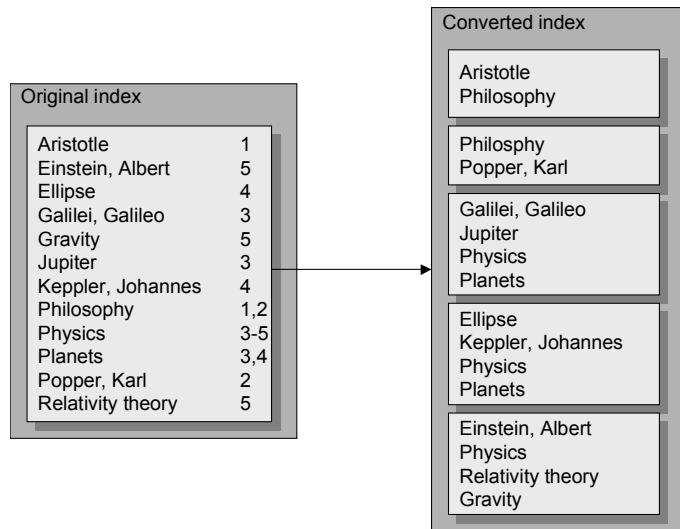 Original index
Aristotle 1
Einstein, Albert 5
Ellipse 4
Galilei, Galileo 3
Gravity 5
Jupiter 3
Keppler, Johannes 4
Philosophy 1,2
Physics 3-5
Planets 3,4
Popper, Karl 2
Relativity theory 5
Converted index
Aristotle
Philosophy
Philosphy
Popper, Karl
Galilei, Galileo
Jupiter
Physics
Planets
Ellipse
Keppler, Johannes
Physics
Planets
Einstein, Albert
Physics
Relativity theory
Gravity